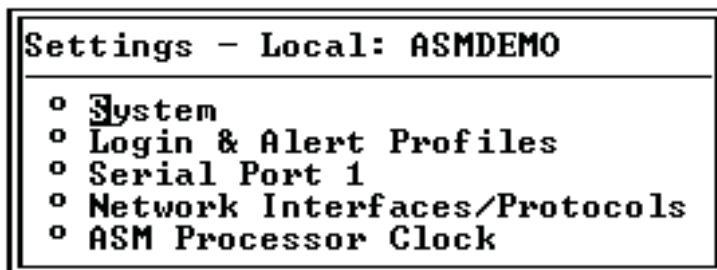 Settings – Local: ASMDEMO
° System
° Login & Alert Profiles
° Serial Port 1
° Network Interfaces/Protocols
° ASM Processor Clock